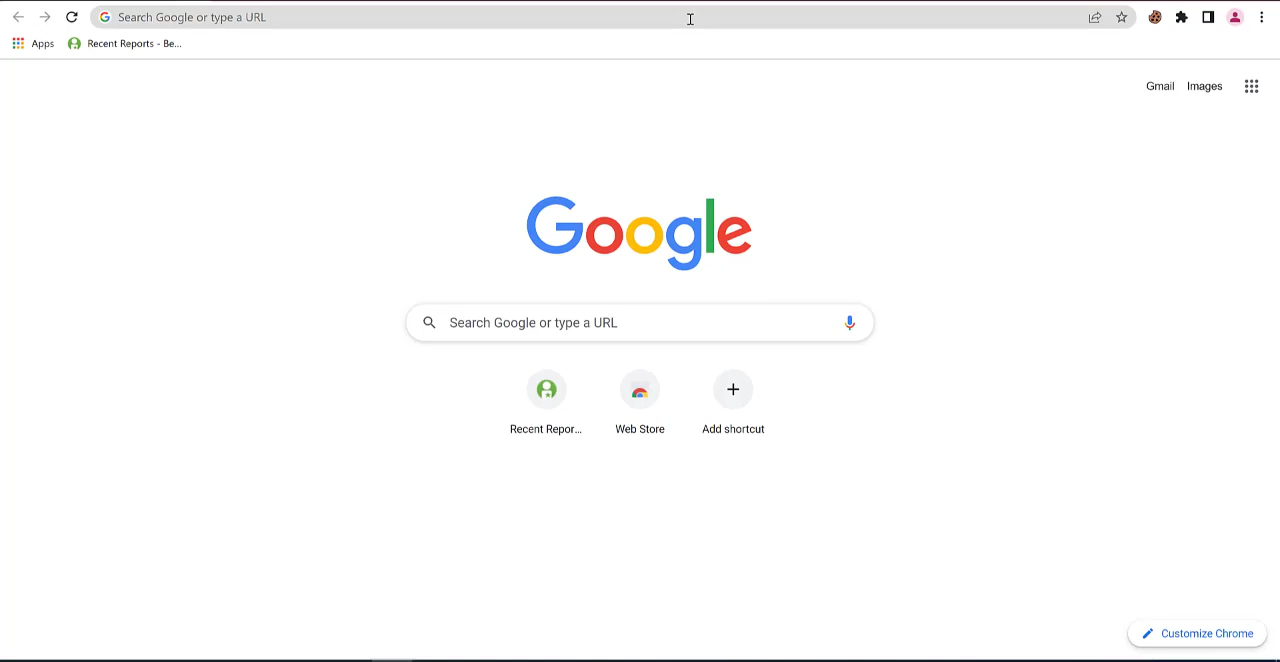 Search Google or type a URL
Apps
Recent Reports - Be...
Gmail
Images
Google
Search Google or type a URL
Recent Repor...
Web Store
Add shortcut
Customize Chrome